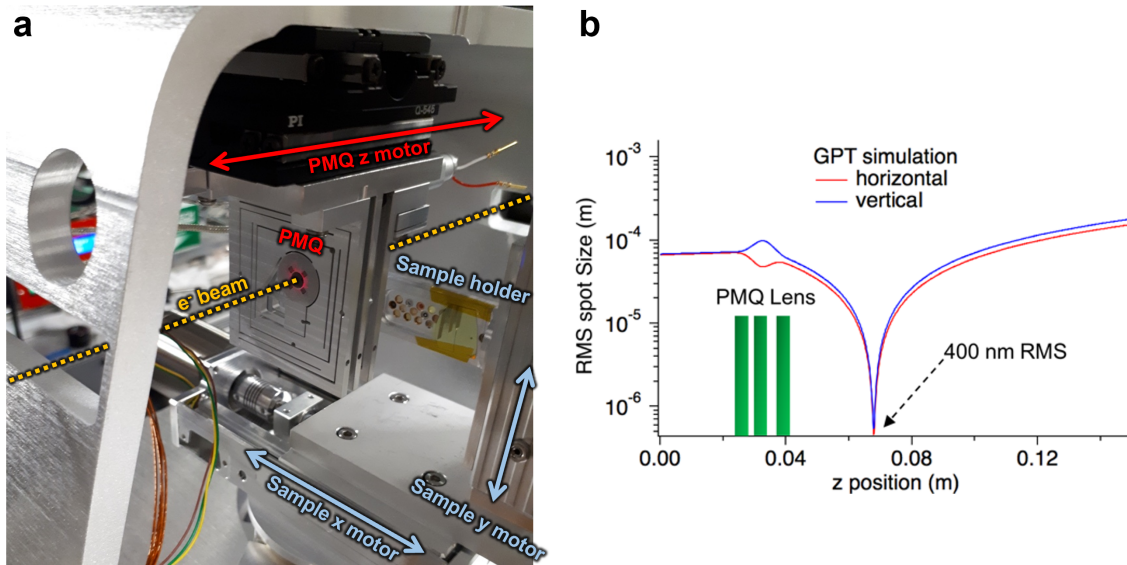 a
PI
Q-545
PMQ z motor
PMQ
e- beam
Sample holder
Sample x motor
Sample y motor
b
10-3
10-4
10-5
10-6
RMS spot Size (m)
GPT simulation
horizontal
vertical
PMQ Lens
400 nm RMS
0.00
0.04
0.08
0.12
z position (m)